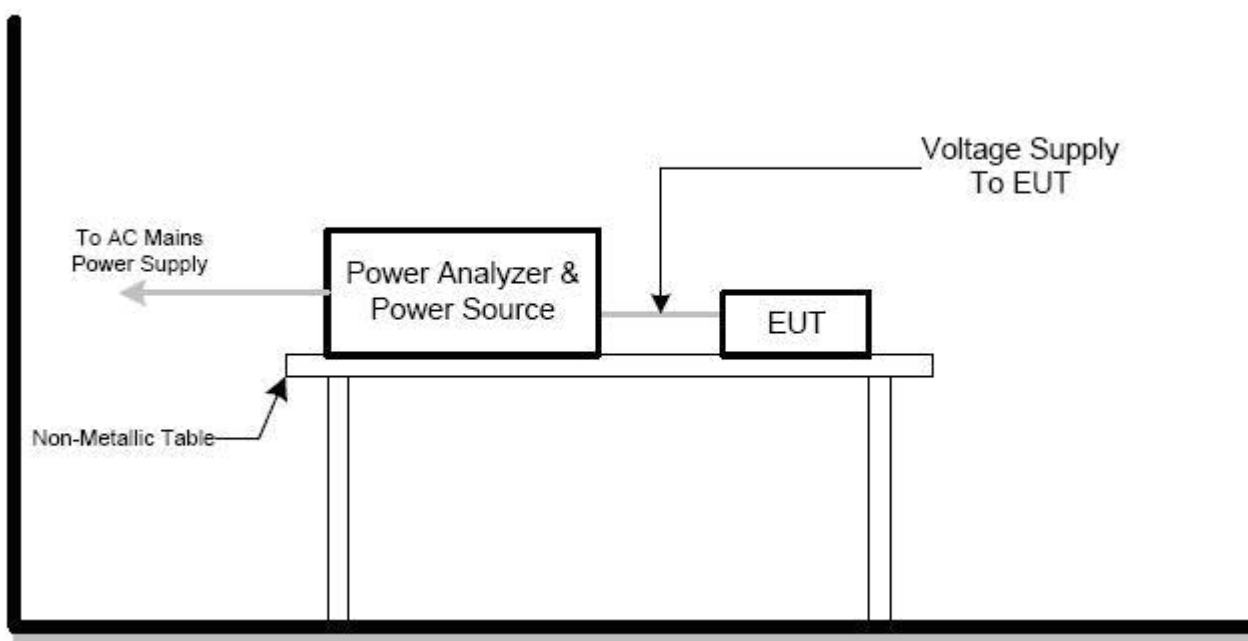 Voltage Supply
To EUT
To AC Mains
Power Supply
Power Analyzer &
Power Source
EUT
Non-Metallic Table